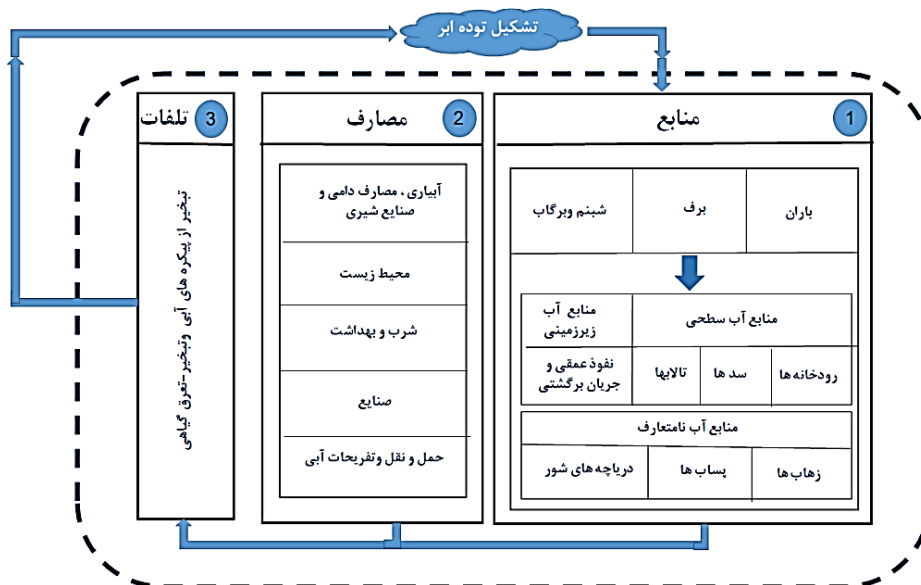 تشکیل توده ابر
1
منابع
باران
برف
شبنم وبرگاب
منابع آب سطحی
منابع آب
زیرزمینی
رودخانه‌ها
سد ها
تالابها
نفوذ عمقی و
جریان برگشتی
منابع آب نامتعارف
زهاب‌ها
پساب ها
دریاچه های شور
2
مصارف
آبیاری ، مصارف دامی و
صنایع شیری
محیط زیست
شرب و بهداشت
صنایع
حمل و نقل وتفریحات آبی
3
تلفات
تبخیر از پیکره های آبی وتبخیر-تعرق گیاهی